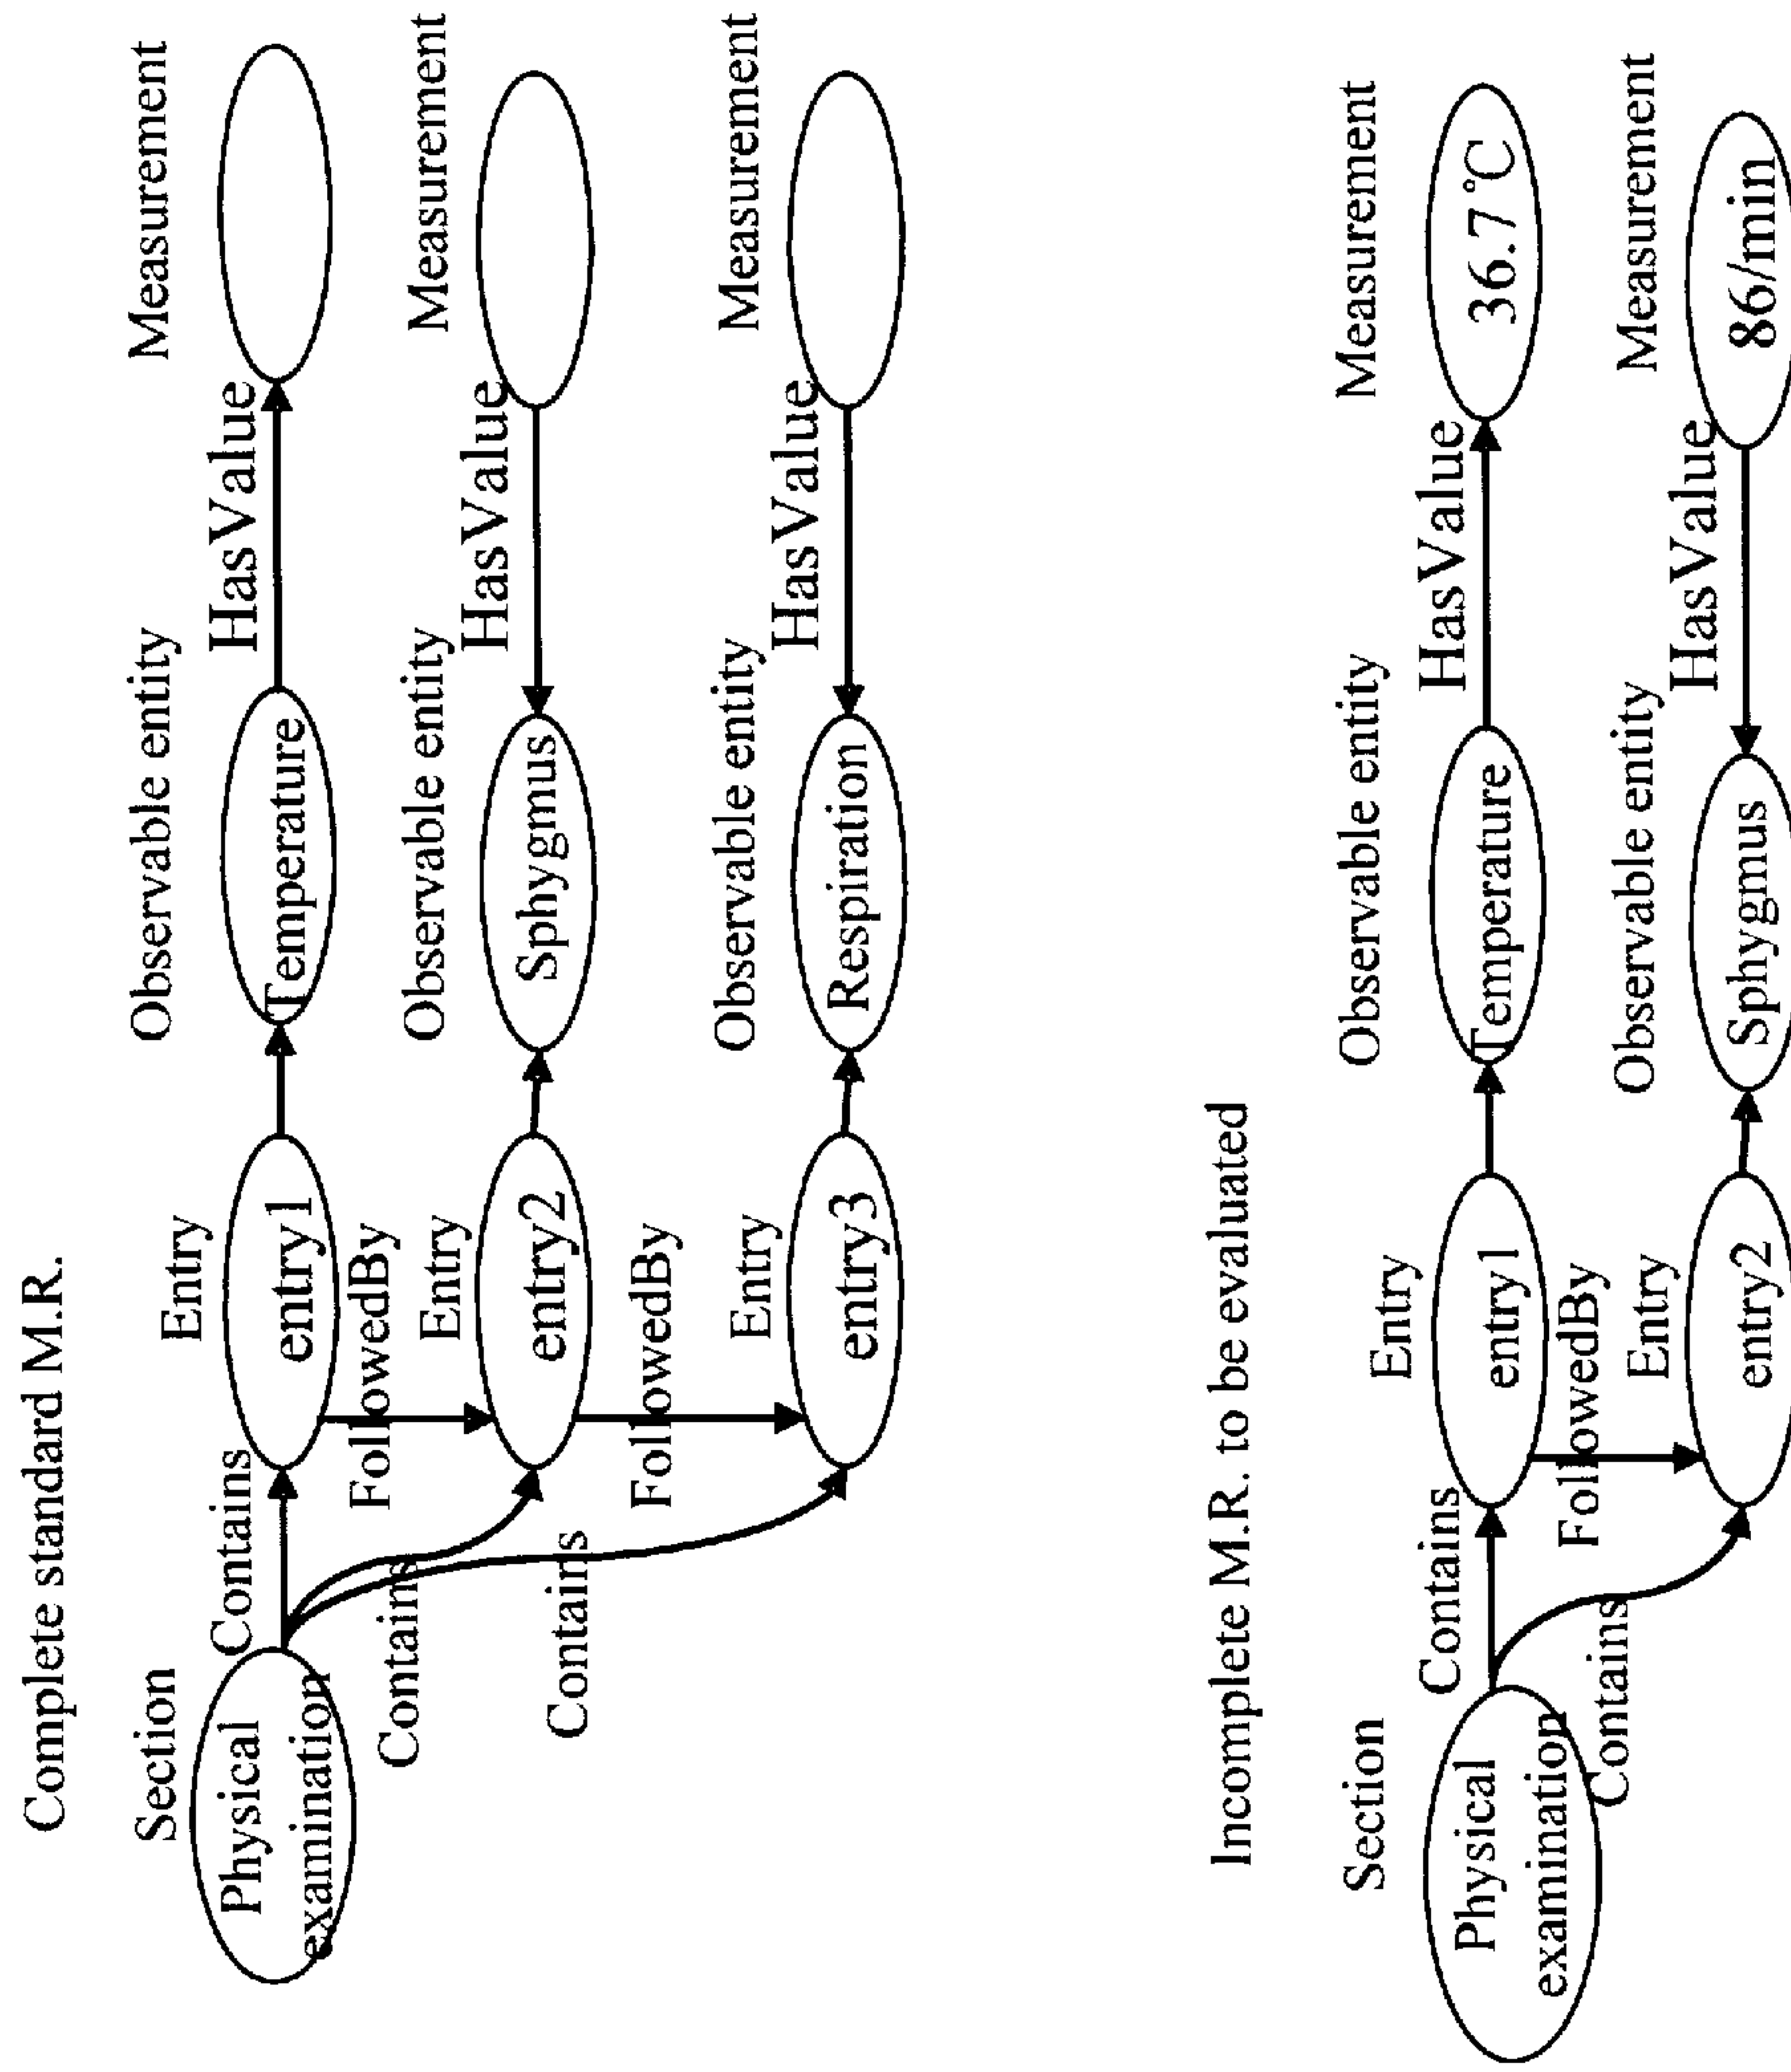 Complete standard M.R.
Section
Entry
Observable entity
Measurement
Physical
examination
Contains
entry1
Temperature
HasValue
FollowedBy
Contains
Entry
Observable entity
Measurement
entry2
Sphygmus
HasValue
FollowedBy
Contains
Entry
Observable entity
Measurement
entry3
Respiration
HasValue
Incomplete M.R. to be evaluated
Section
Entry
Observable entity
Measurement
Physical
examination
Contains
entry1
Temperature
HasValue
36.7℃
FollowedBy
Contains
Entry
Observable entity
Measurement
entry2
Sphygmus
HasValue
86/min